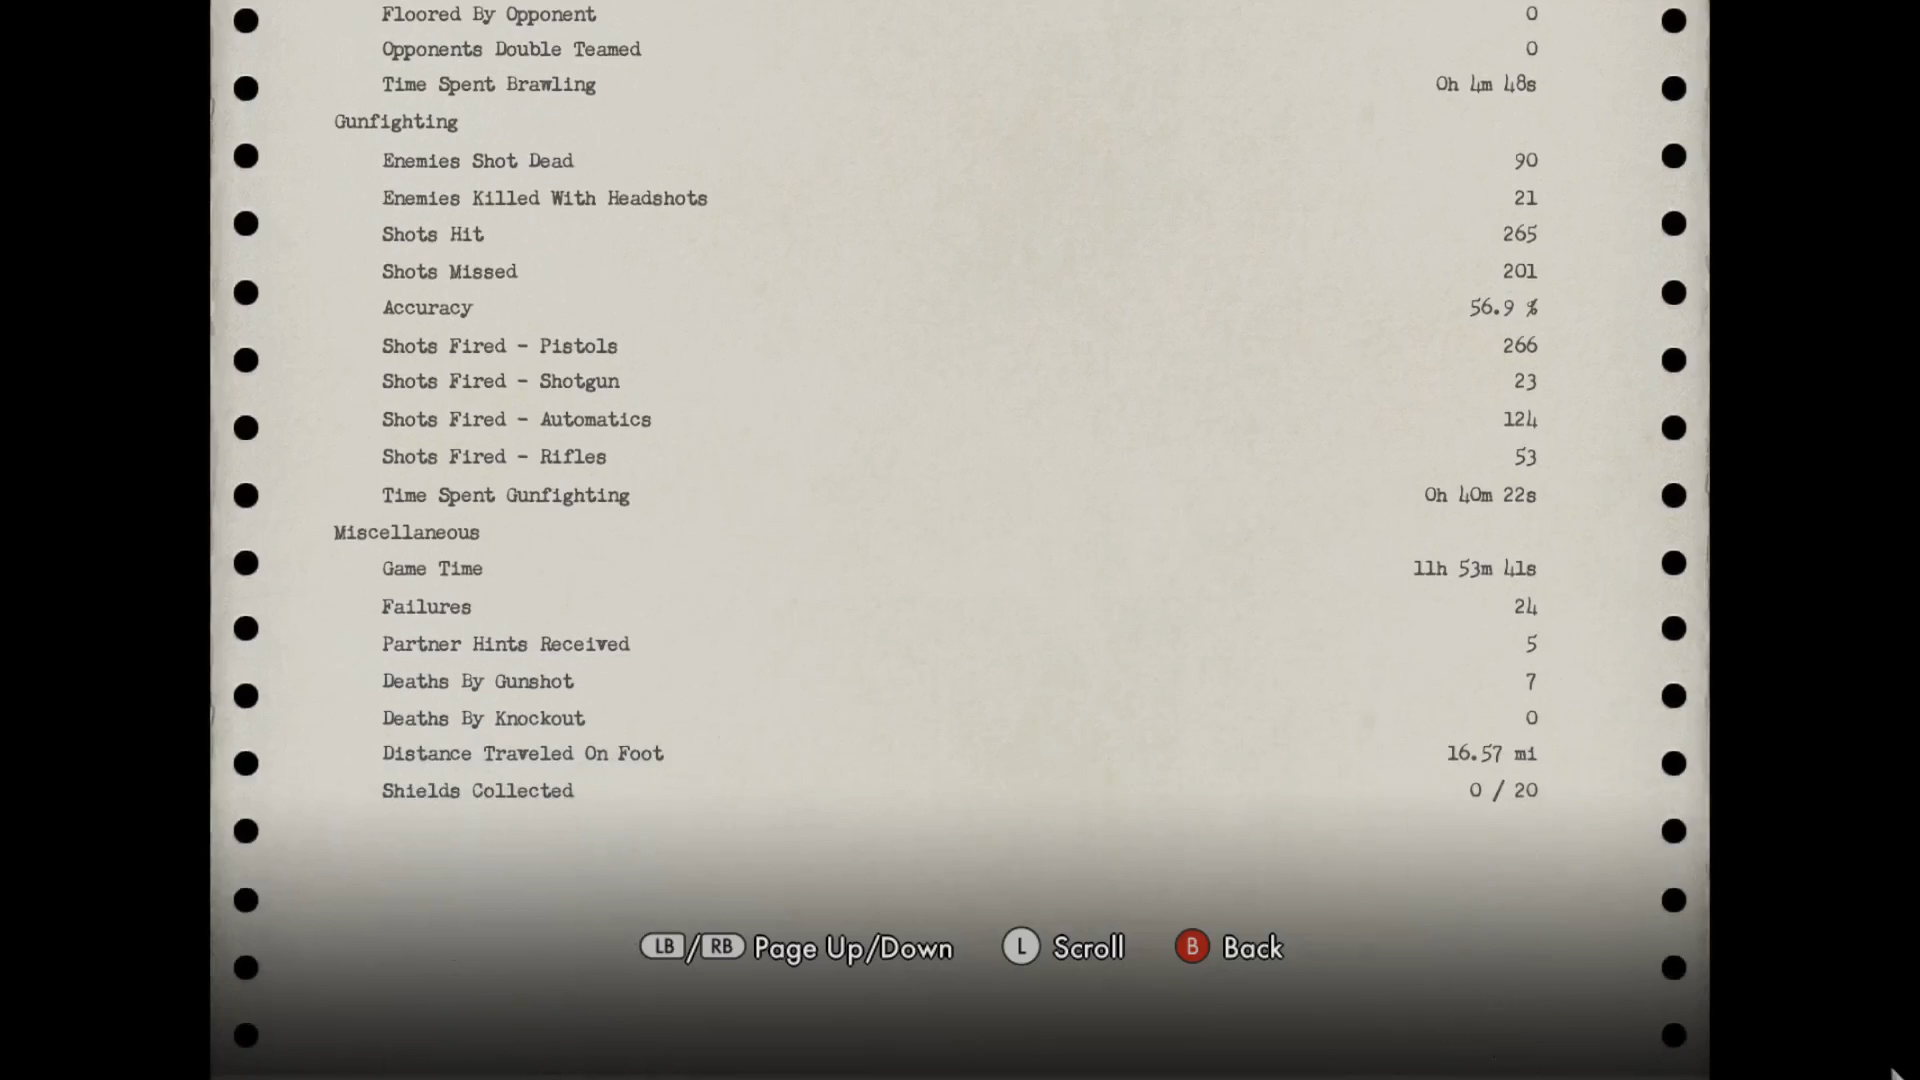 Floored By Opponent 0
Opponents Double Teamed 0
Time Spent Brawling 0h 4m 48s
Gunfighting
Enemies Shot Dead 90
Enemies Killed With Headshots 21
Shots Hit 265
Shots Missed 201
Accuracy 56.9 %
Shots Fired - Pistols 266
Shots Fired - Shotgun 23
Shots Fired - Automatics 124
Shots Fired - Rifles 53
Time Spent Gunfighting 0h 40m 22s
Miscellaneous
Game Time 11h 53m 41s
Failures 24
Partner Hints Received 5
Deaths By Gunshot 7
Deaths By Knockout 0
Distance Traveled On Foot 16.57 mi
Shields Collected 0 / 20
LB/RB Page Up/Down L Scroll B Back